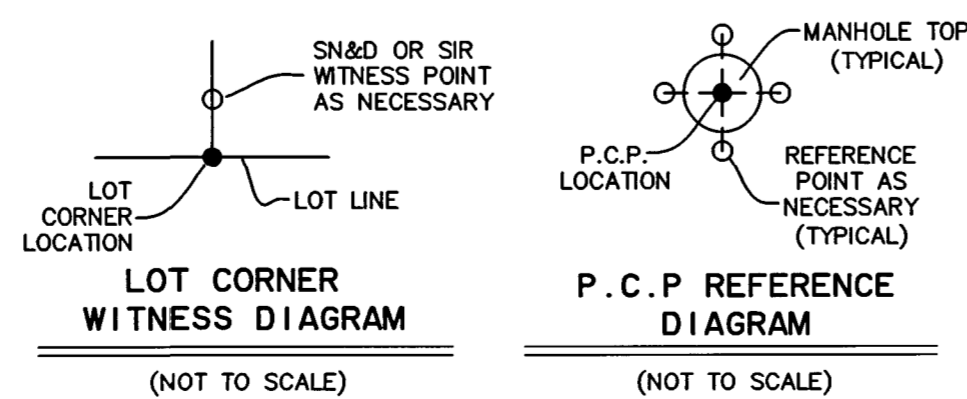 SN&D OR SIR
WITNESS POINT
AS NECESSARY
LOT
CORNER
LOCATION
LOT LINE
LOT CORNER
WITNESS DIAGRAM
(NOT TO SCALE)
MANHOLE TOP
(TYPICAL)
P.C.P.
LOCATION
REFERENCE
POINT AS
NECESSARY
(TYPICAL)
P.C.P REFERENCE
DIAGRAM
(NOT TO SCALE)